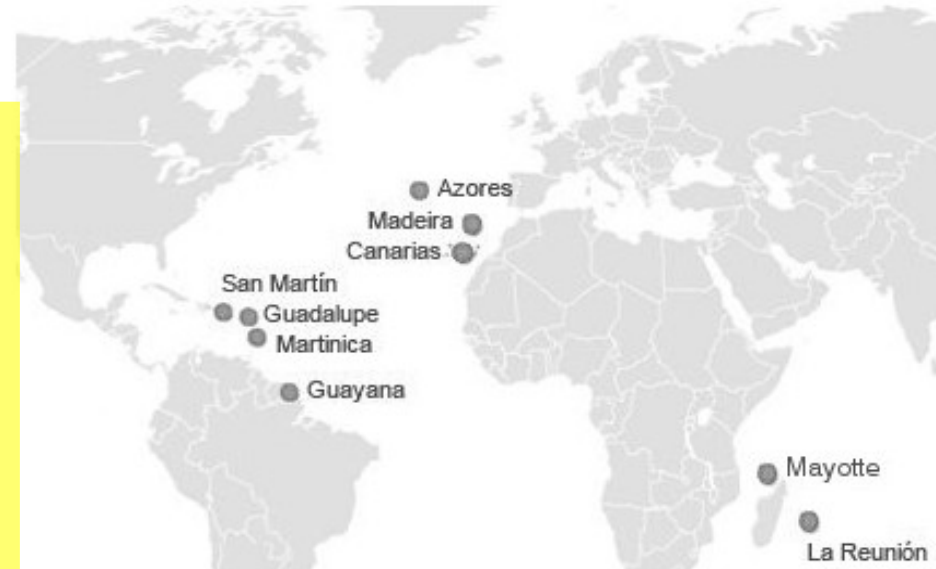 Azores
Madeira
Canarias
San Martín
Guadalupe
Martinica
Guayana
Mayotte
La Reunión